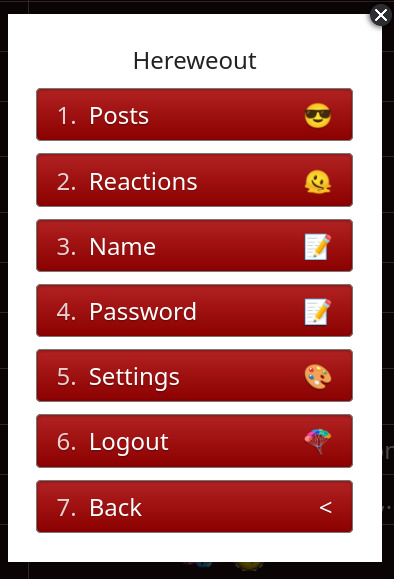 Hereweout
1. Posts 😎
2. Reactions 🫠
3. Name 📝
4. Password 📝
5. Settings 🎨
6. Logout 🪂
7. Back <